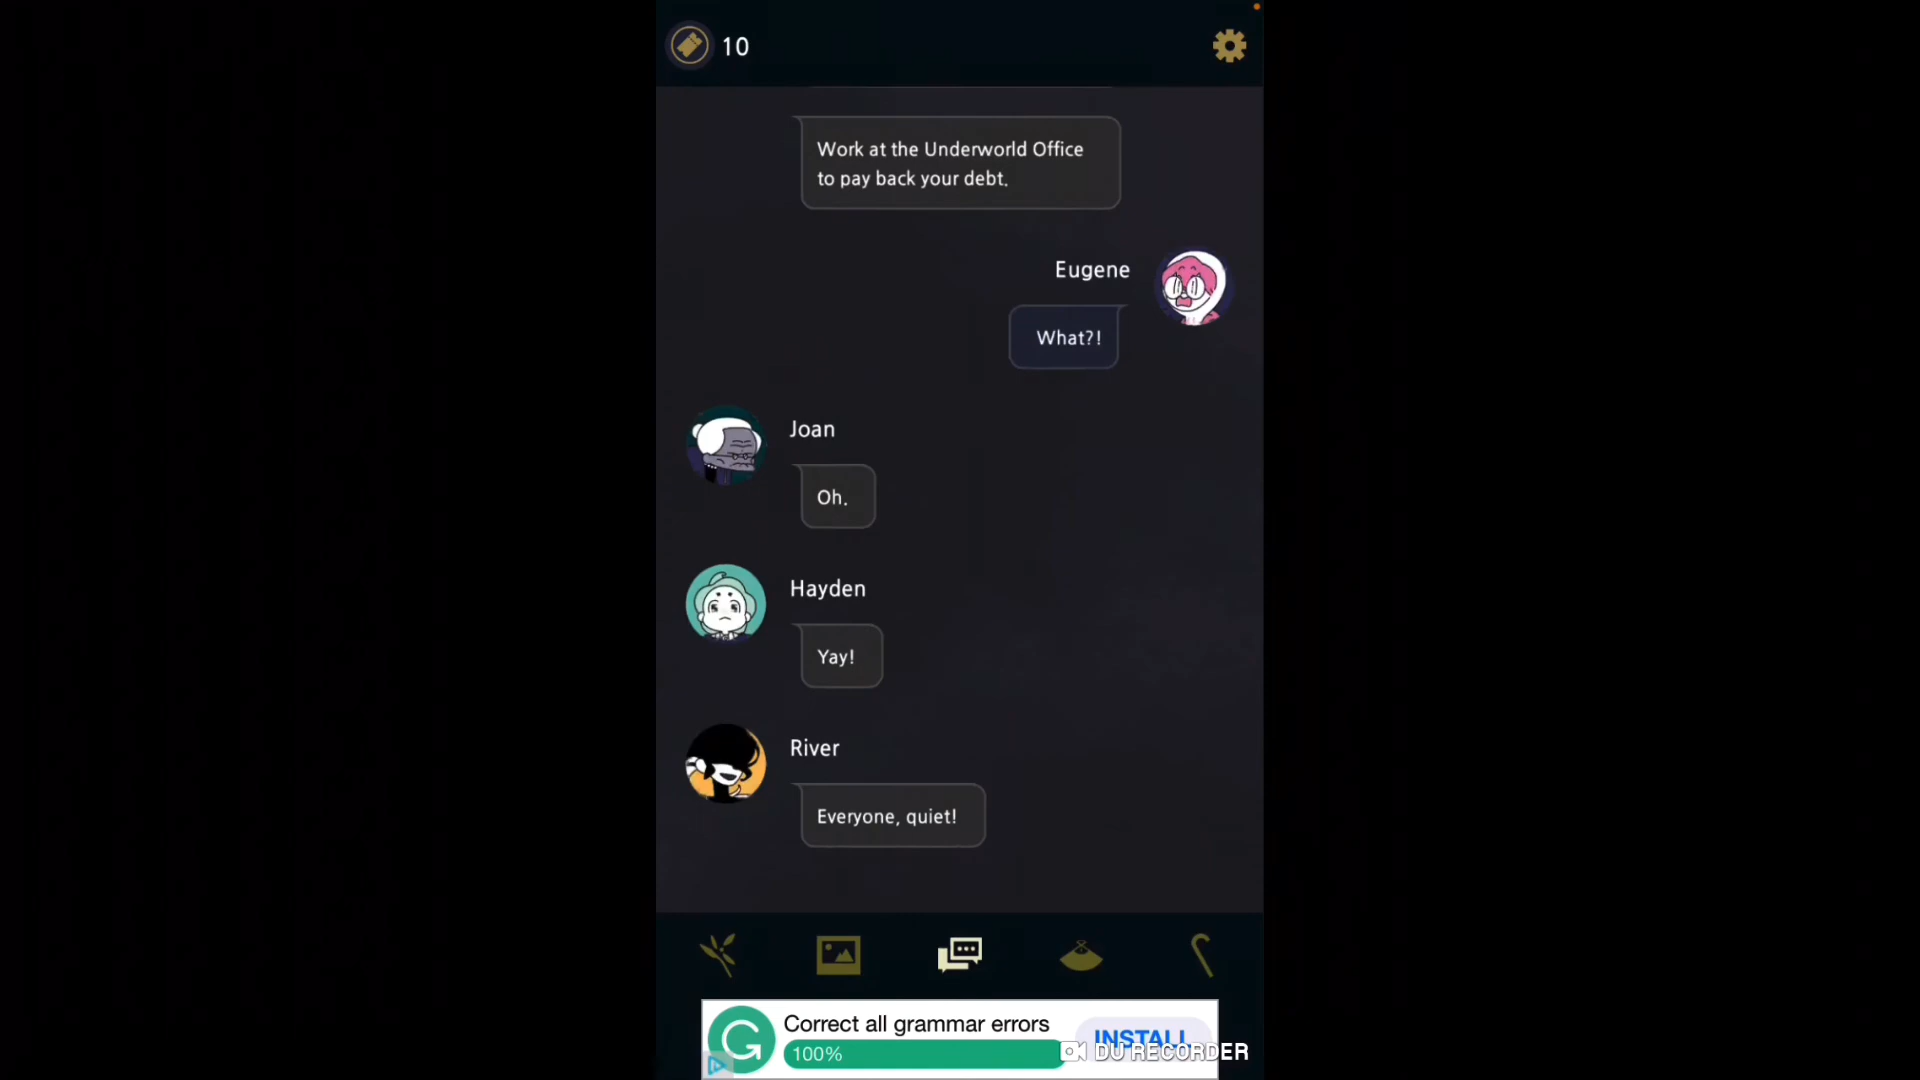 10
Work at the Underworld Office
to pay back your debt.
Eugene
What?!
Joan
Oh.
Hayden
Yay!
River
Everyone, quiet!
Correct all grammar errors
INSTALL
100%
DU RECORDER